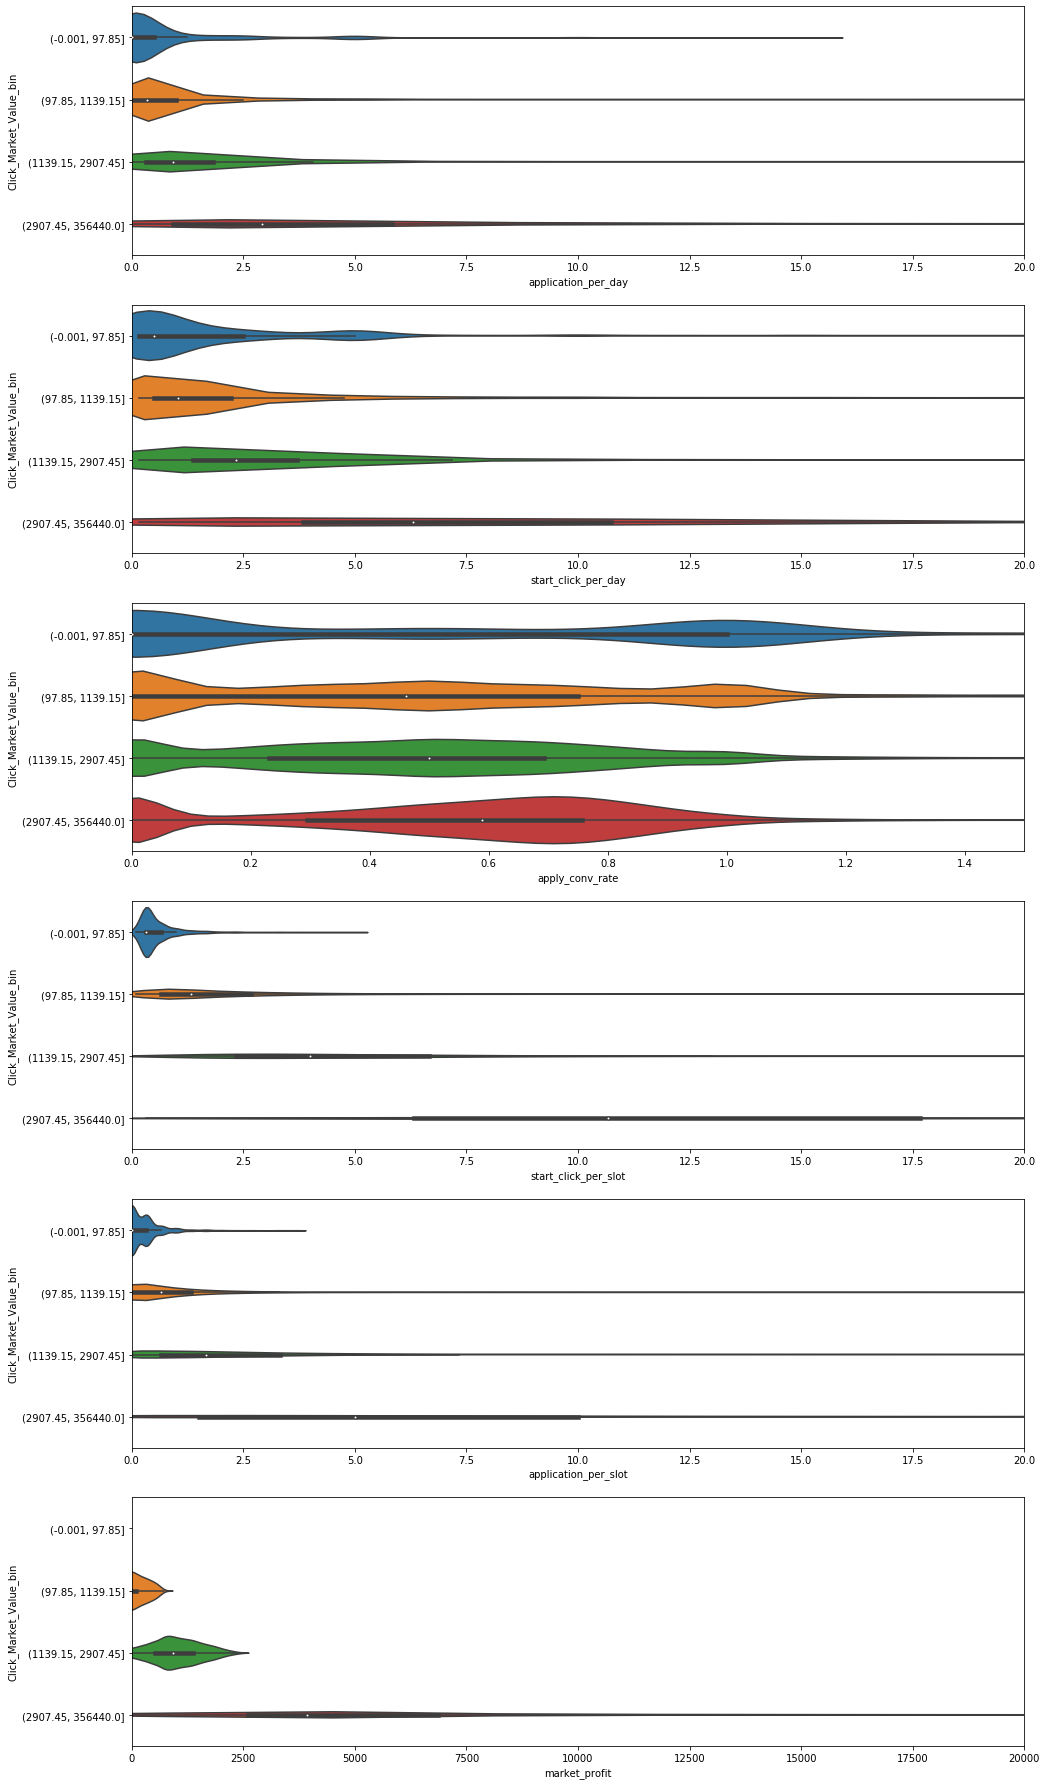 Click_Market_Value_bin
(-0.001, 97.85]
(97.85, 1139.15]
(1139.15, 2907.45]
(2907.45, 356440.0]
0.0 2.5 5.0 7.5 10.0 12.5 15.0 17.5 20.0
application_per_day
Click_Market_Value_bin
(-0.001, 97.85]
(97.85, 1139.15]
(1139.15, 2907.45]
(2907.45, 356440.0]
0.0 2.5 5.0 7.5 10.0 12.5 15.0 17.5 20.0
start_click_per_day
Click_Market_Value_bin
(-0.001, 97.85]
(97.85, 1139.15]
(1139.15, 2907.45]
(2907.45, 356440.0]
0.0 0.2 0.4 0.6 0.8 1.0 1.2 1.4
apply_conv_rate
Click_Market_Value_bin
(-0.001, 97.85]
(97.85, 1139.15]
(1139.15, 2907.45]
(2907.45, 356440.0]
0.0 2.5 5.0 7.5 10.0 12.5 15.0 17.5 20.0
start_click_per_slot
Click_Market_Value_bin
(-0.001, 97.85]
(97.85, 1139.15]
(1139.15, 2907.45]
(2907.45, 356440.0]
0.0 2.5 5.0 7.5 10.0 12.5 15.0 17.5 20.0
application_per_slot
Click_Market_Value_bin
(-0.001, 97.85]
(97.85, 1139.15]
(1139.15, 2907.45]
(2907.45, 356440.0]
0 2500 5000 7500 10000 12500 15000 17500 20000
market_profit